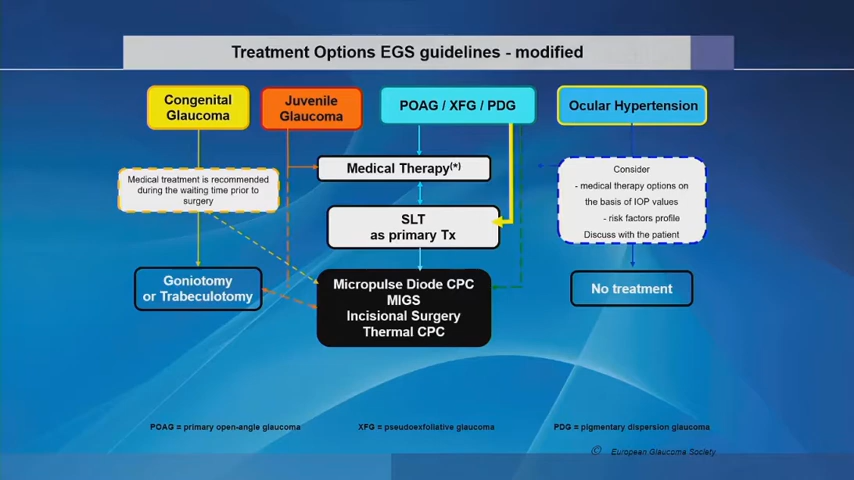 Treatment Options EGS guidelines - modified
Congenital
Glaucoma
Juvenile
Glaucoma
POAG / XFG / PDG
Ocular Hypertension
Medical treatment is recommended
during the waiting time prior to
surgery
Medical Therapy(*)
Consider
- medical therapy options on
the basis of IOP values
- risk factors profile
Discuss with the patient
SLT
as primary Tx
Goniotomy
or Trabeculotomy
Micropulse Diode CPC
MIGS
Incisional Surgery
Thermal CPC
No treatment
POAG = primary open-angle glaucoma
XFG = pseudoexfoliative glaucoma
PDG = pigmentary dispersion glaucoma
© European Glaucoma Society